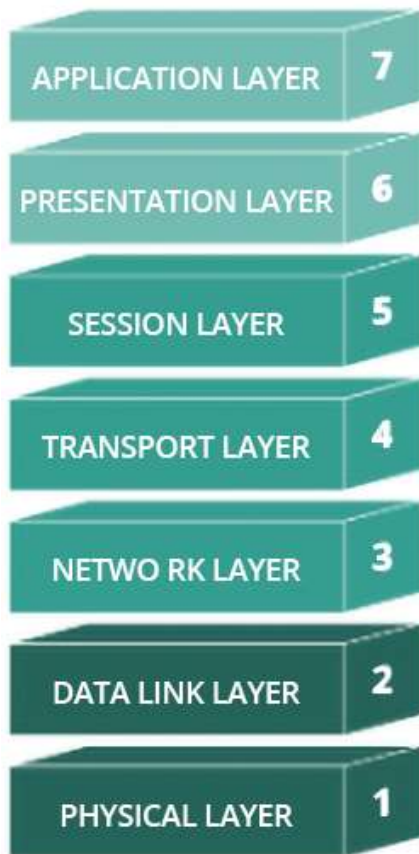 APPLICATION LAYER 7
PRESENTATION LAYER 6
SESSION LAYER 5
TRANSPORT LAYER 4
NETWO RK LAYER 3
DATA LINK LAYER 2
PHYSICAL LAYER 1